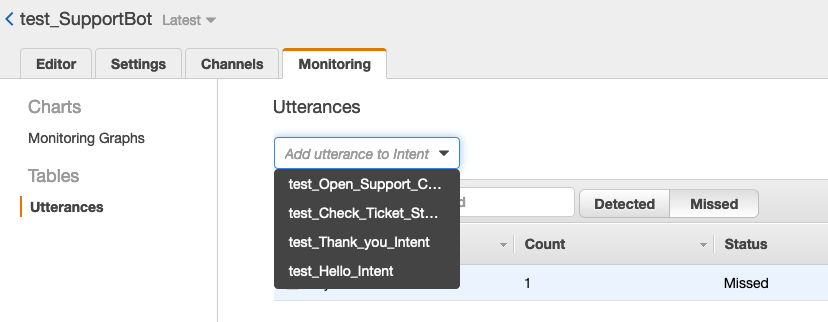 test_SupportBot Latest
Editor Settings Channels Monitoring
Charts
Monitoring Graphs
Tables
Utterances
Utterances
Add utterance to Intent
test_Open_Support_C...
test_Check_Ticket_St...
test_Thank_you_Intent
test_Hello_Intent
Detected Missed
Count Status
1 Missed